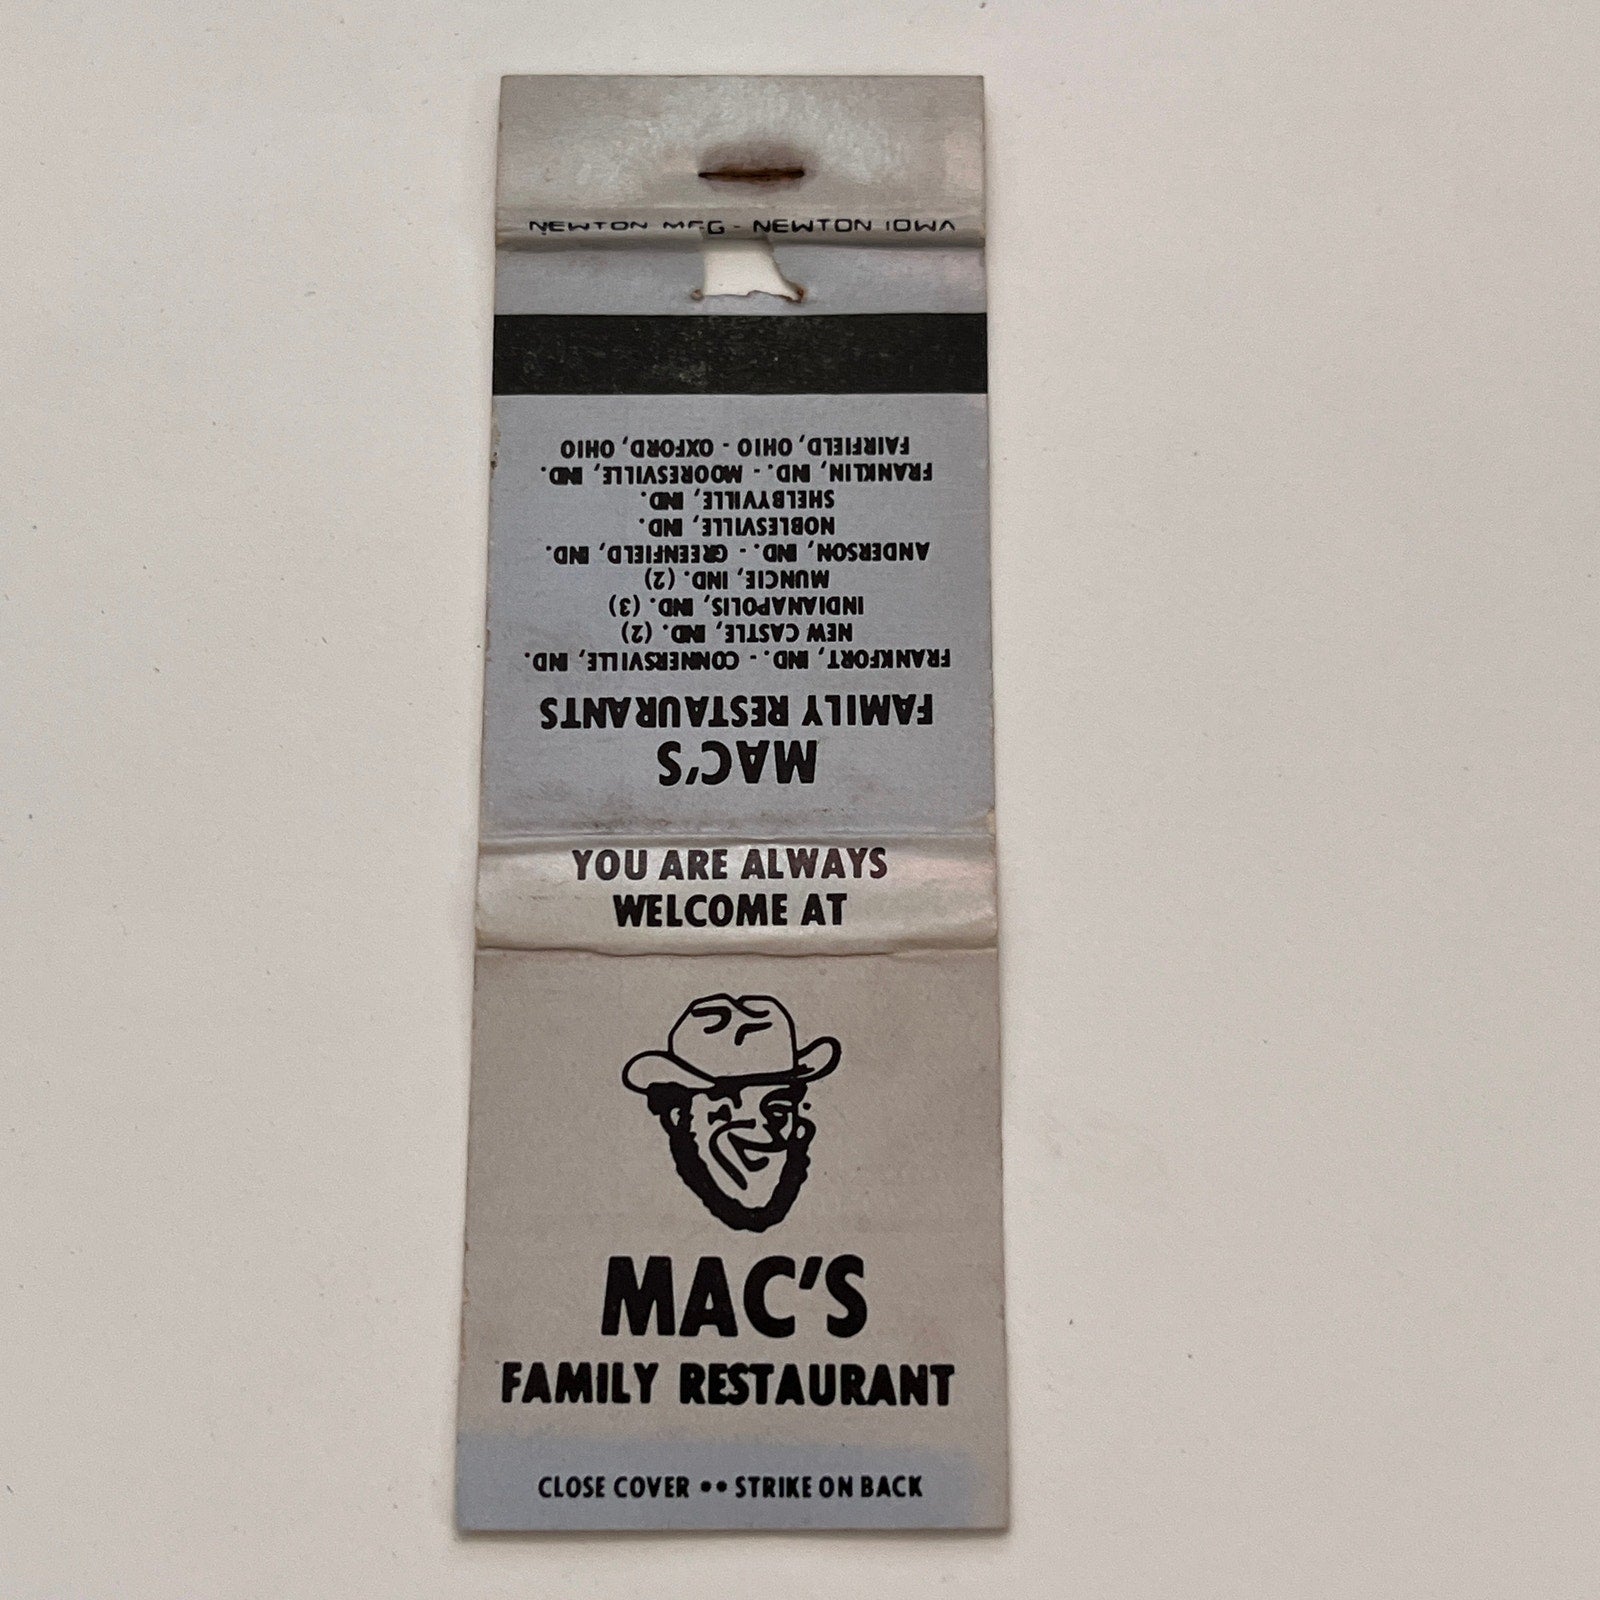 NEWTON MFG - NEWTON IOWA
MAC'S
FAMILY RESTAURANTS
FRANKFORT, IND. - CONNERSVILLE, IND.
NEW CASTLE, IND. (2)
INDIANAPOLIS, IND. (3)
MUNCIE, IND. (2)
ANDERSON, IND. - GREENFIELD, IND.
NOBLESVILLE, IND.
SHELBYVILLE, IND.
FRANKLIN, IND. - MOORESVILLE, IND.
FAIRFIELD, OHIO - OXFORD, OHIO
YOU ARE ALWAYS
WELCOME AT
MAC'S
FAMILY RESTAURANT
CLOSE COVER •• STRIKE ON BACK